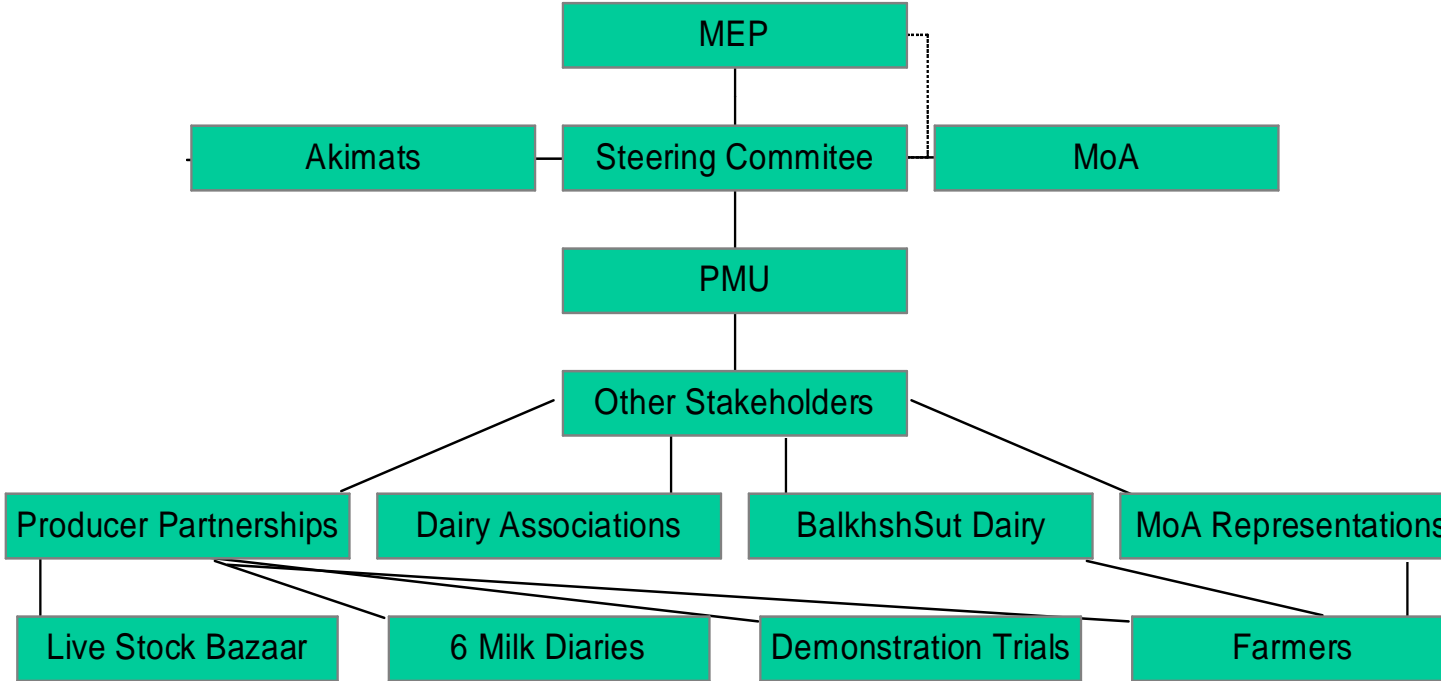 MEP
Akimats
Steering Commitee
MoA
PMU
Other Stakeholders
Producer Partnerships
Dairy Associations
BalkhshSut Dairy
MoA Representations
Live Stock Bazaar
6 Milk Diaries
Demonstration Trials
Farmers